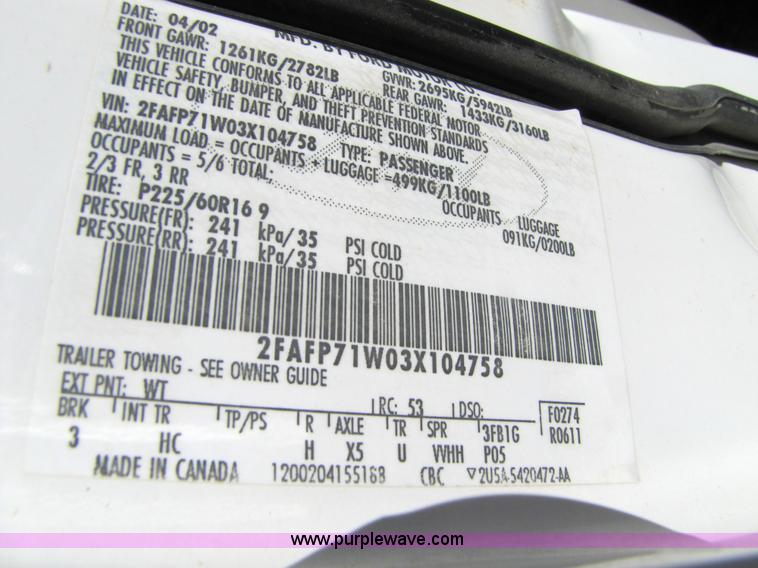 DATE: 04/02 MFD. BY FORD MOTOR CO.
FRONT GAWR: 1261KG/2782LB GVWR: 2695KG/5942LB
REAR GAWR: 1433KG/3160LB
THIS VEHICLE CONFORMS TO ALL APPLICABLE FEDERAL MOTOR
VEHICLE SAFETY, BUMPER, AND THEFT PREVENTION STANDARDS
IN EFFECT ON THE DATE OF MANUFACTURE SHOWN ABOVE.
VIN: 2FAFP71W03X104758 TYPE: PASSENGER
MAXIMUM LOAD = OCCUPANTS + LUGGAGE =499KG/1100LB
OCCUPANTS = 5/6 TOTAL; OCCUPANTS LUGGAGE
2/3 FR, 3 RR 091KG/0200LB
TIRE: P225/60R16 9
PRESSURE(FR): 241 kPa/35 PSI COLD
PRESSURE(RR): 241 kPa/35 PSI COLD
2FAFP71W03X104758
TRAILER TOWING - SEE OWNER GUIDE
EXT PNT: WT RC: 53 DSO: F0274
BRK INT TR TP/PS R AXLE TR SPR 3FB1G R0611
3 HC H X5 U VVHH P05
MADE IN CANADA 1200204155168 CBC ▽2U5A-5420472-AA
www.purplewave.com